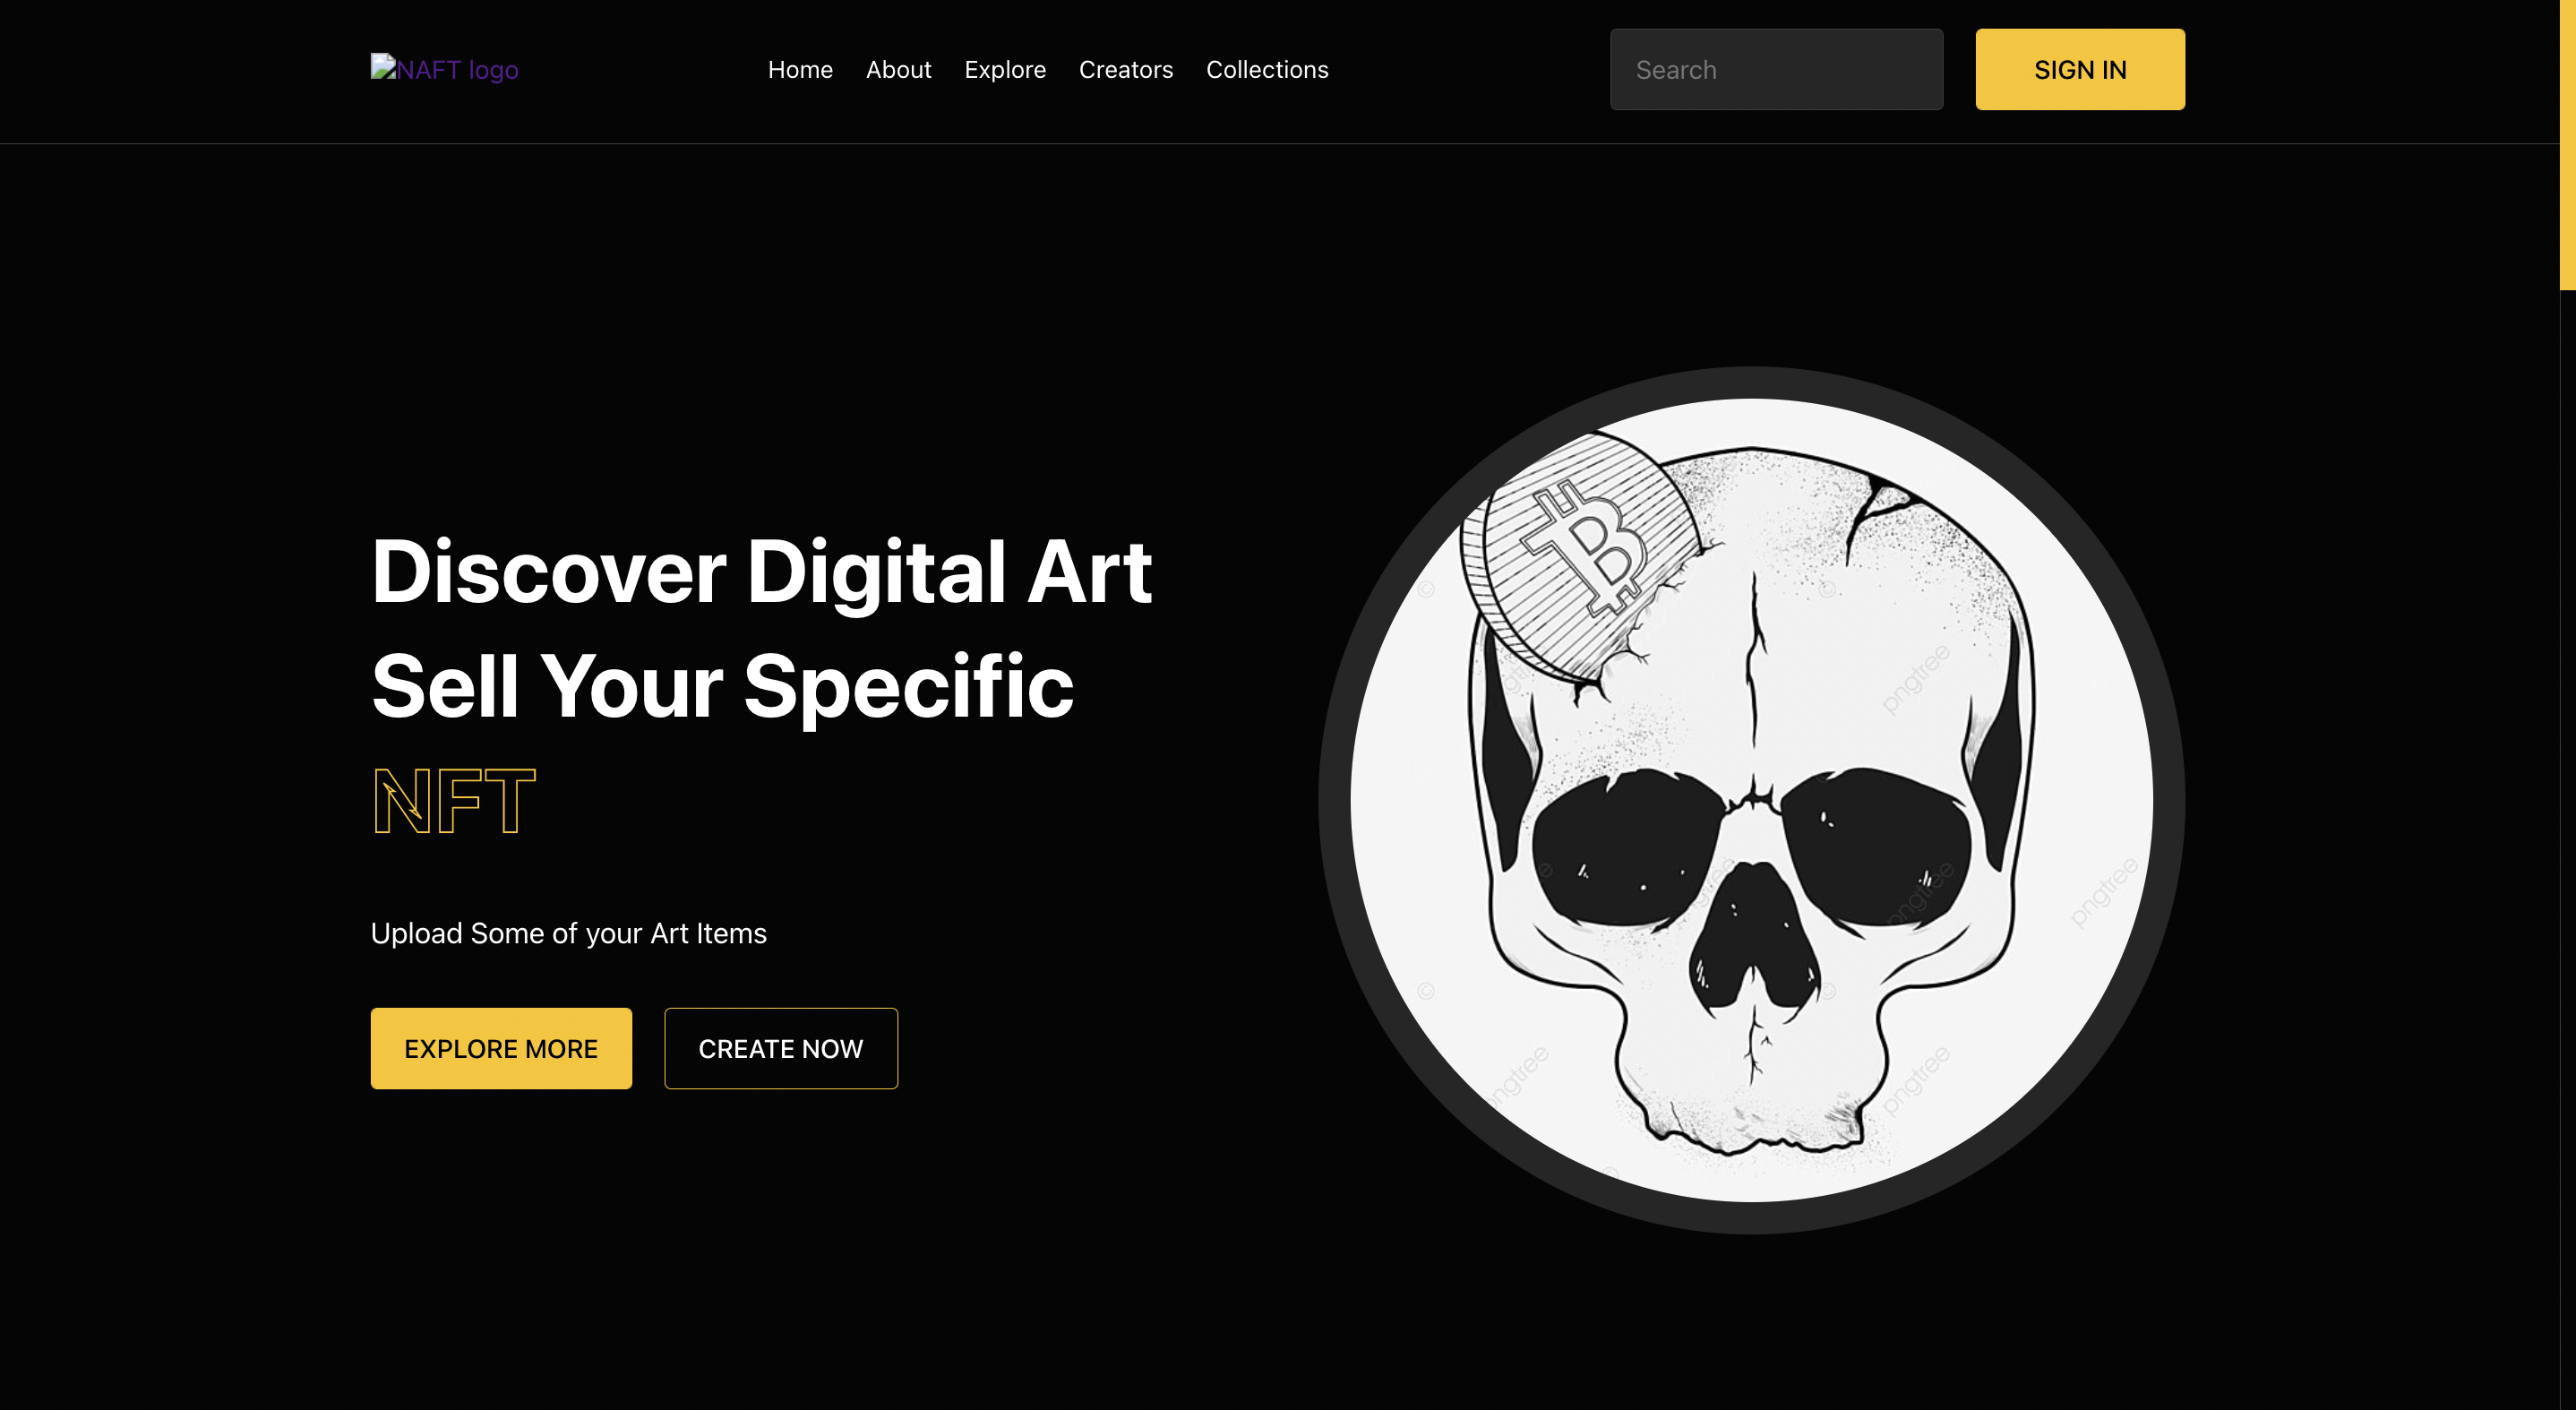 NAFT logo
Home About Explore Creators Collections
Search
SIGN IN
Discover Digital Art
Sell Your Specific
NFT
Upload Some of your Art Items
EXPLORE MORE
CREATE NOW
pngtree
pngtree
pngtree
pngtree
pngtree